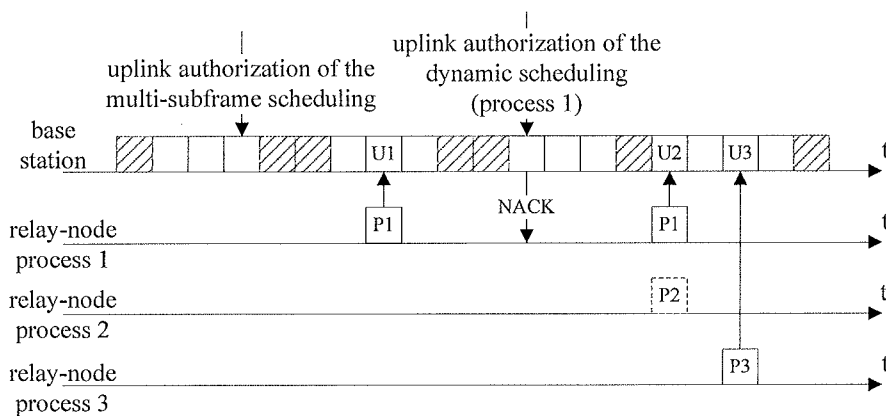 uplink authorization of the
multi-subframe scheduling
uplink authorization of the
dynamic scheduling
(process 1)
base
station
U1
U2
U3
t
NACK
P1
P1
relay-node
process 1
t
P2
relay-node
process 2
t
P3
relay-node
process 3
t